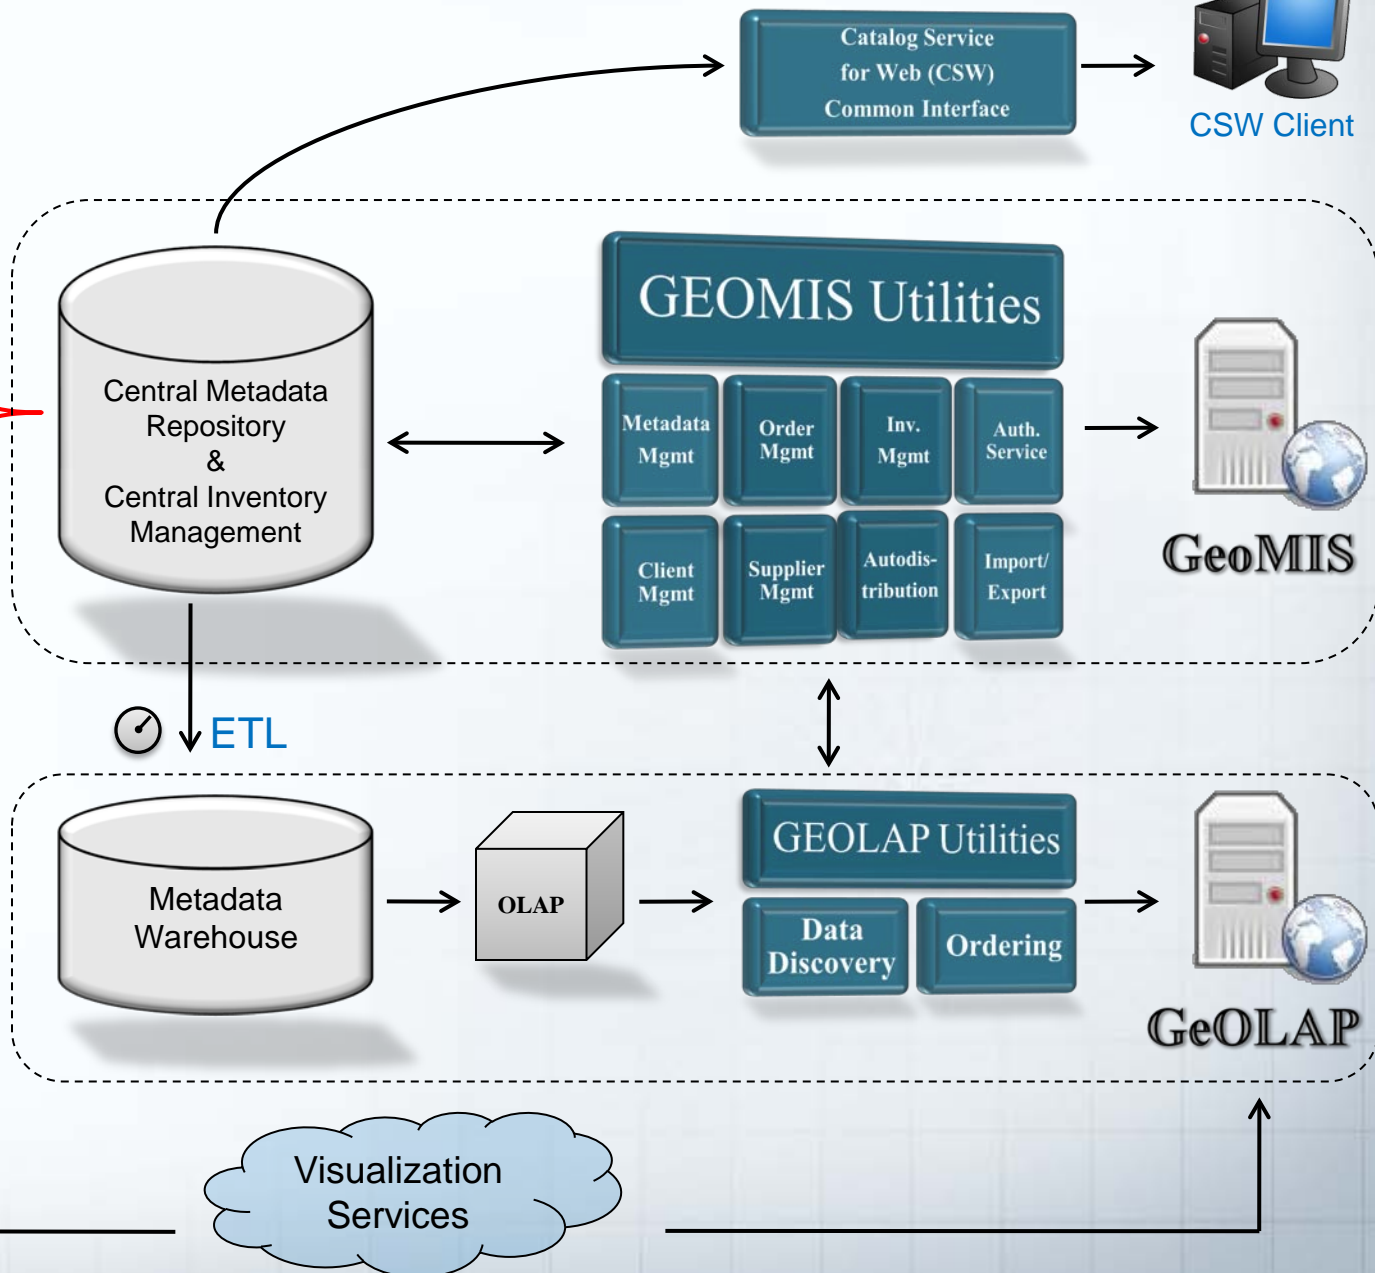 Catalog Service
for Web (CSW)
Common Interface
CSW Client
Central Metadata
Repository
&
Central Inventory
Management
GEOMIS Utilities
Metadata
Mgmt
Order
Mgmt
Inv.
Mgmt
Auth.
Service
Client
Mgmt
Supplier
Mgmt
Autodis-
tribution
Import/
Export
GeoMIS
ETL
Metadata
Warehouse
OLAP
GEOLAP Utilities
Data
Discovery
Ordering
GeOLAP
Visualization
Services